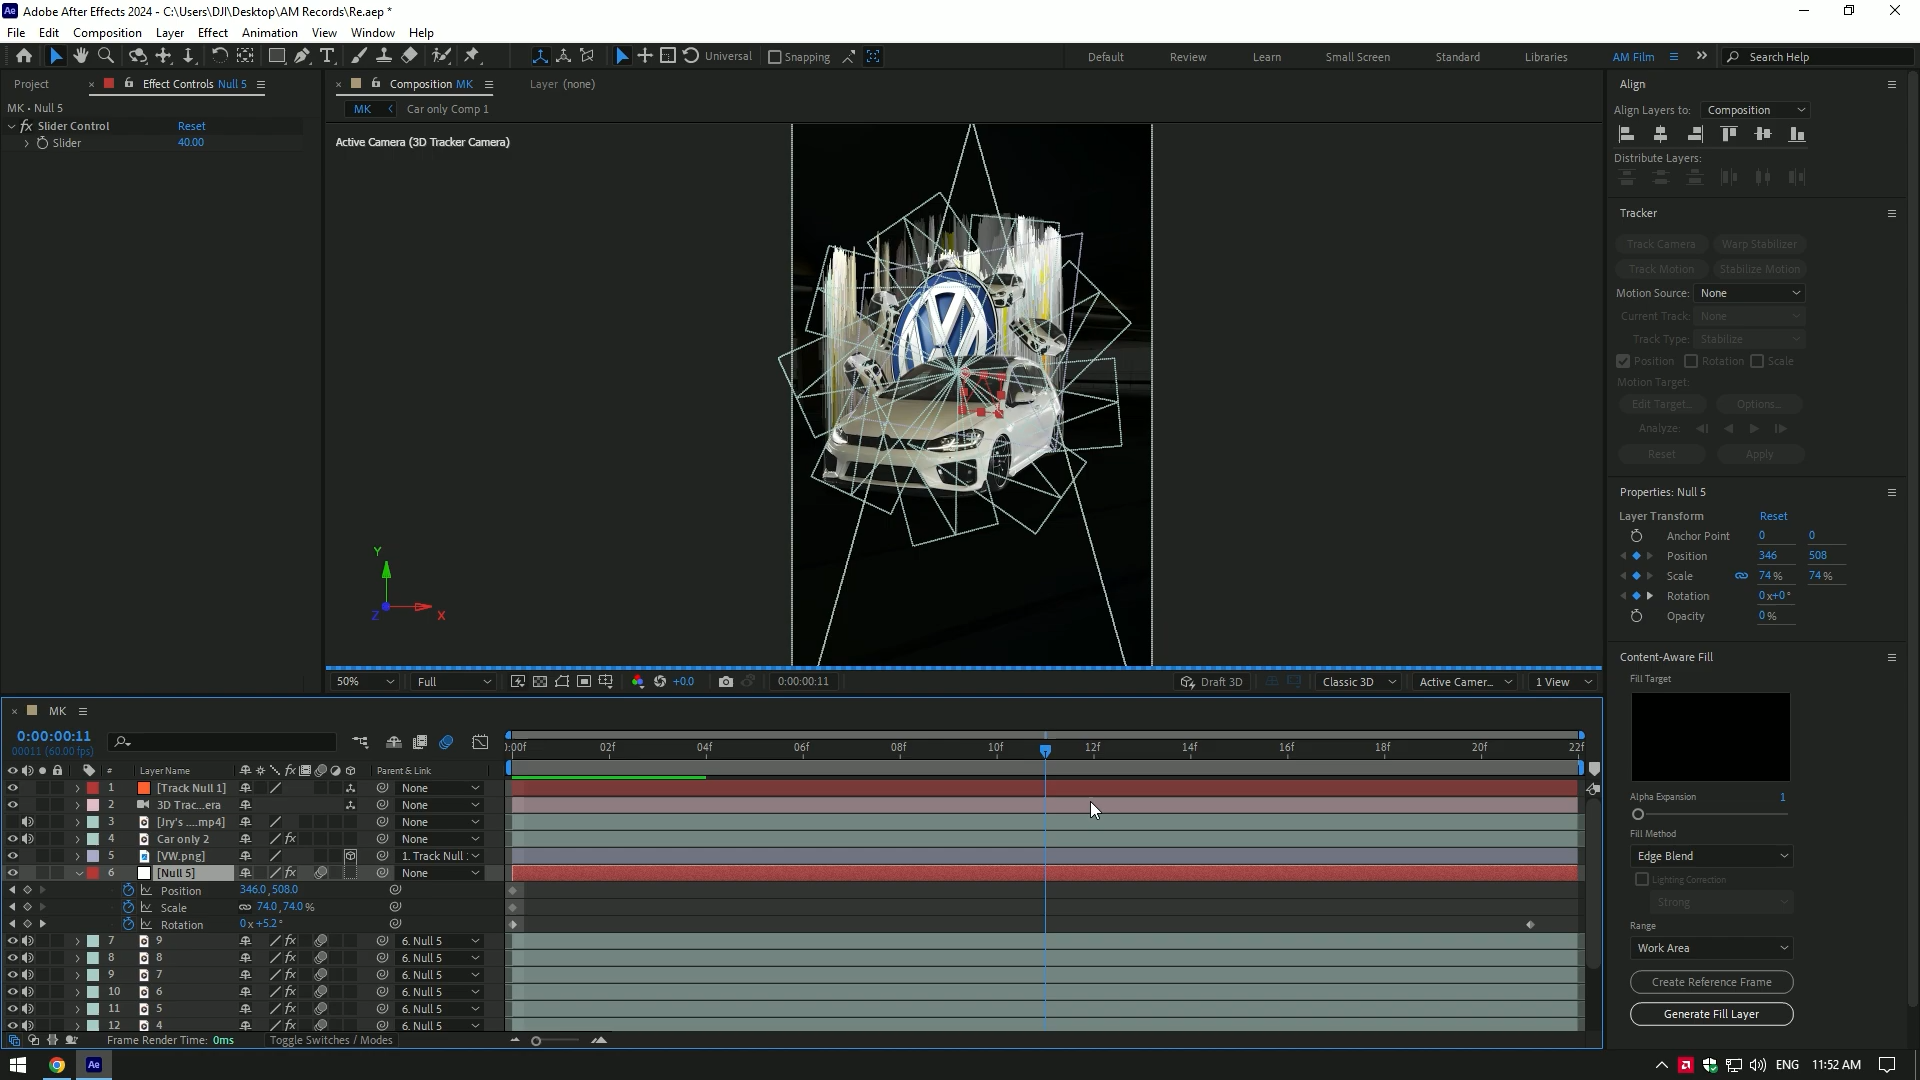 Adobe After Effects 2024 - C:\Users\DJI\Desktop\AM Records\Re.aep *
File Edit Composition Layer Effect Animation View Window Help
Universal Snapping Default Review Learn Small Screen Standard Libraries AM Film Search Help
Project Effect Controls Null 5
MK • Null 5
fx Slider Control Reset
Slider 40.00
Composition MK Layer (none)
MK Car only Comp 1
Active Camera (3D Tracker Camera)
Y
Z X
50% Full +0.0 0:00:00:11 Draft 3D Classic 3D Active Camer... 1 View
Align
Align Layers to: Composition
Distribute Layers:
Tracker
Track Camera Warp Stabilizer
Track Motion Stabilize Motion
Motion Source: None
Current Track: None
Track Type: Stabilize
Position Rotation Scale
Motion Target:
Edit Target... Options...
Analyze:
Reset Apply
Properties: Null 5
Layer Transform Reset
Anchor Point 0 0
Position 346 508
Scale 74 % 74 %
Rotation 0x+0°
Opacity 0 %
Content-Aware Fill
Fill Target
Alpha Expansion 1
Fill Method
Edge Blend
Lighting Correction
Strong
Range
Work Area
Create Reference Frame
Generate Fill Layer
MK
0:00:00:11
00011 (60.00 fps)
:00f 02f 04f 06f 08f 10f 12f 14f 16f 18f 20f 22f
# Layer Name fx Parent & Link
1 [Track Null 1] None
2 3D Trac...era None
3 [Jry's ....mp4] None
4 Car only 2 fx None
5 [VW.png] 1. Track Null
6 [Null 5] fx None
Position 346.0,508.0
Scale 74.0,74.0 %
Rotation 0x+5.2°
7 9 fx 6. Null 5
8 8 fx 6. Null 5
9 7 fx 6. Null 5
10 6 fx 6. Null 5
11 5 fx 6. Null 5
12 4 fx 6. Null 5
Frame Render Time: 0ms Toggle Switches / Modes
Ae ENG 11:52 AM